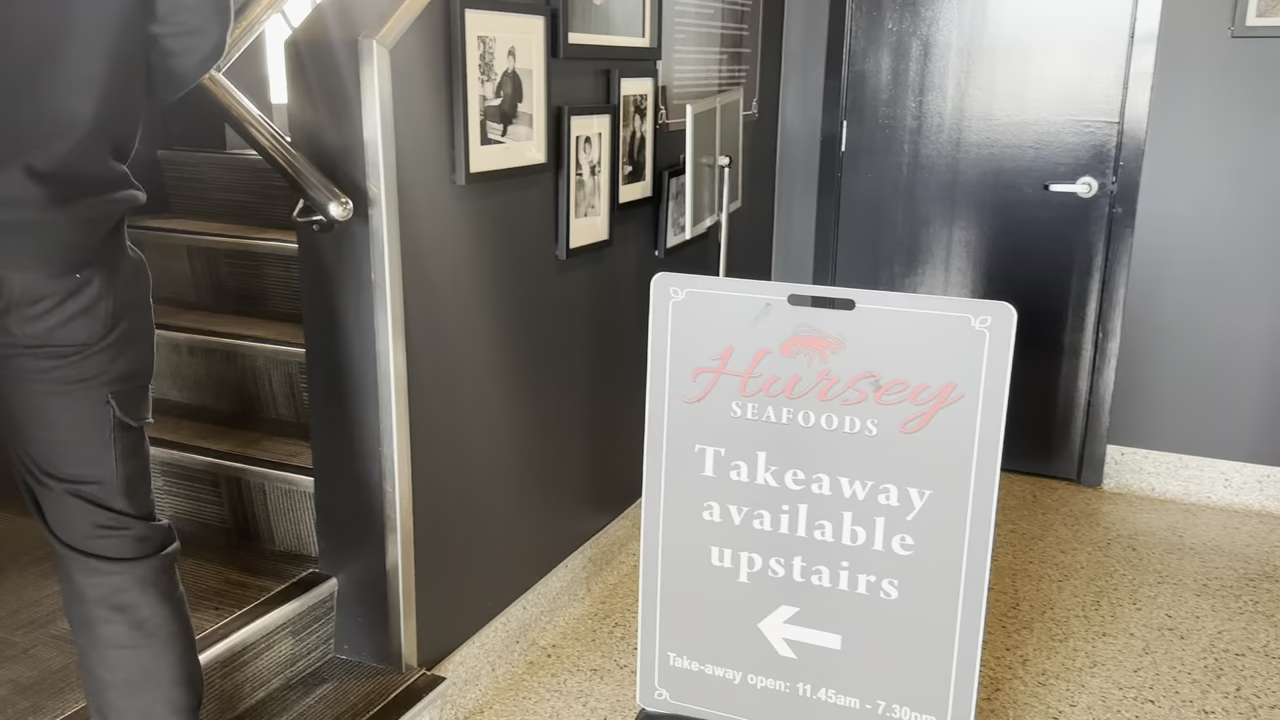 Hursey
SEAFOODS
Takeaway
available
upstairs
Take-away open: 11.45am - 7.30pm